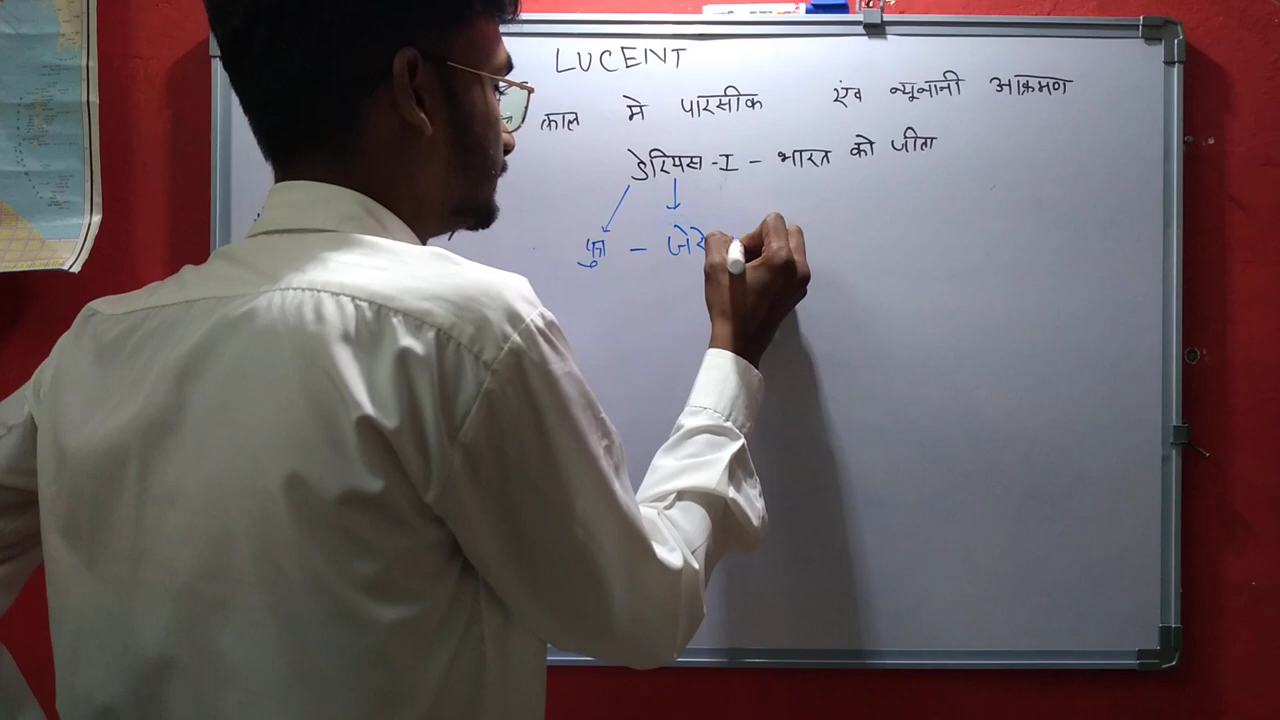 LUCENT
काल मे पारसीक एंव न्यूनानी आक्रमण
डेरियस -I - भारत को जीता
पुत्र - जेरे